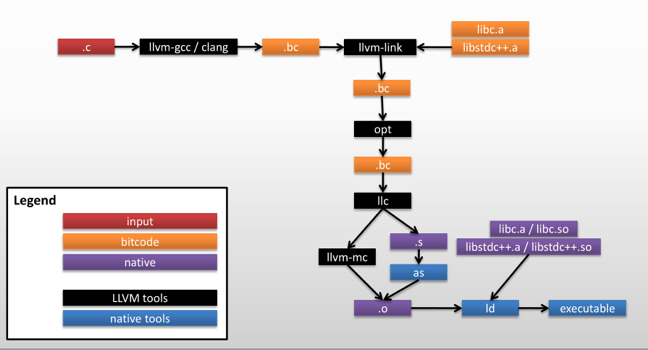 libc.a
.c
llvm-gcc / clang
.bc
llvm-link
libstdc++.a
.bc
opt
.bc
llc
Legend
input
bitcode
native
LLVM tools
native tools
.s
llvm-mc
as
libc.a / libc.so
libstdc++.a / libstdc++.so
.o
ld
executable